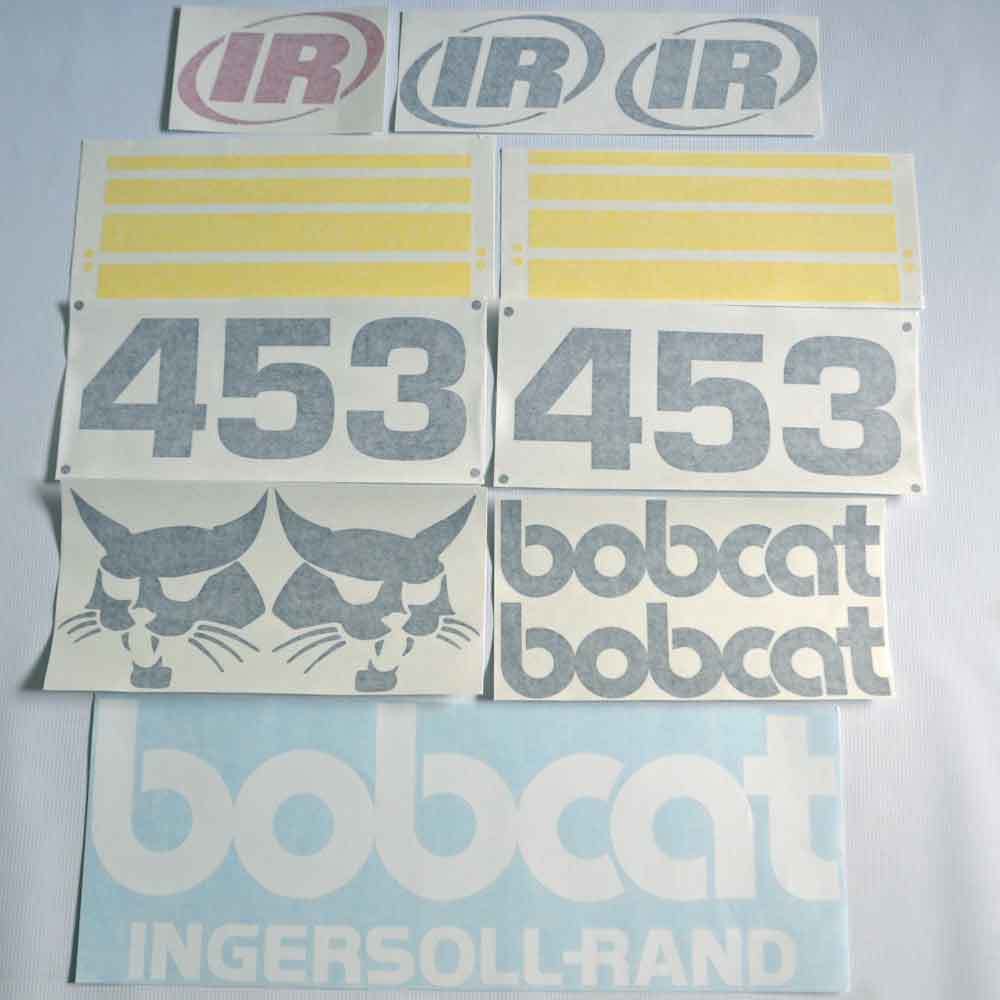 IR IR IR
453 453
bobcat
bobcat
bobcat
INGERSOLL-RAND